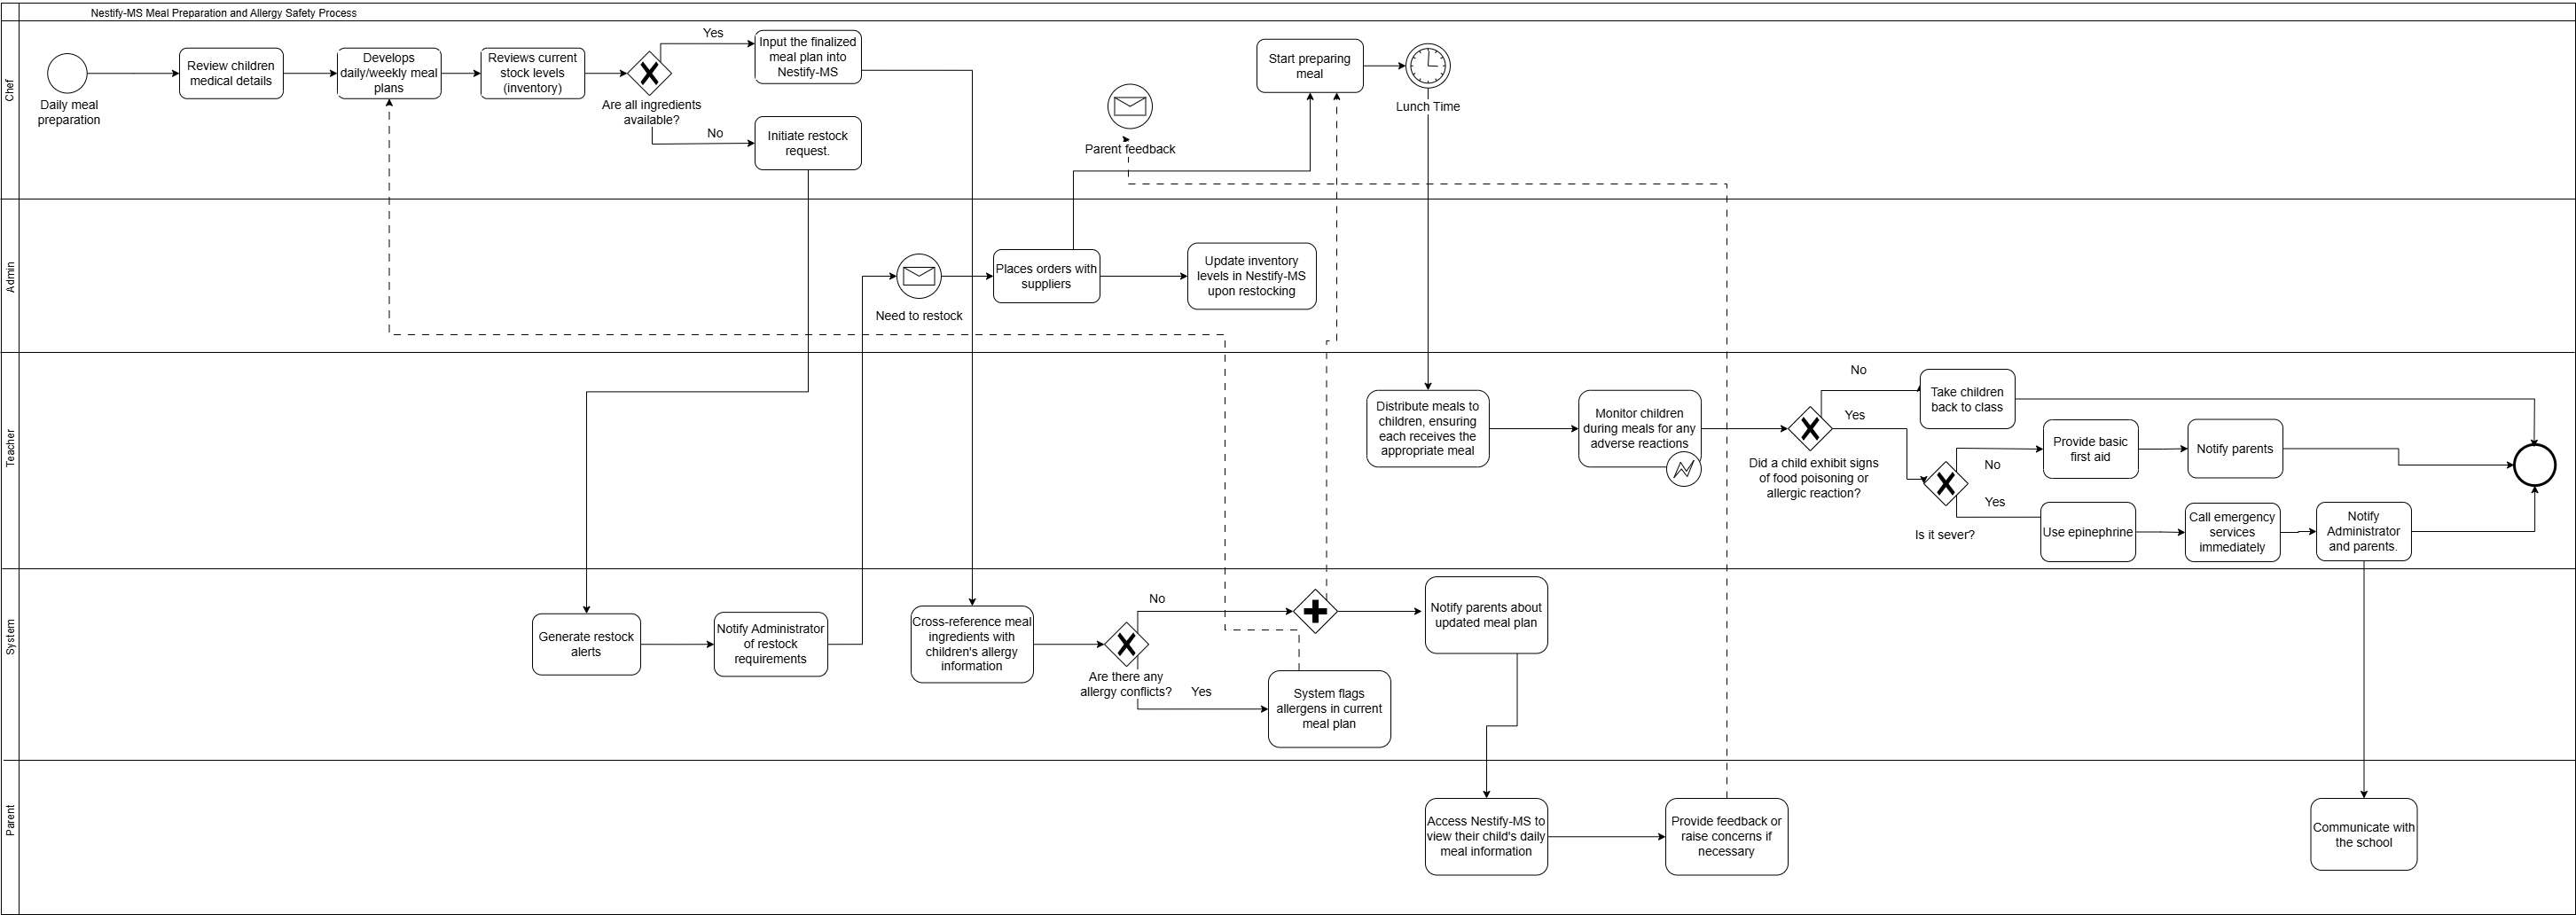 Nestify-MS Meal Preparation and Allergy Safety Process
Chef
Daily meal
preparation
Review children
medical details
Develops
daily/weekly meal
plans
Reviews current
stock levels
(inventory)
Are all ingredients
available?
Yes
No
Input the finalized
meal plan into
Nestify-MS
Initiate restock
request.
Parent feedback
Start preparing
meal
Lunch Time
Admin
Need to restock
Places orders with
suppliers
Update inventory
levels in Nestify-MS
upon restocking
Teacher
Distribute meals to
children, ensuring
each receives the
appropriate meal
Monitor children
during meals for any
adverse reactions
Did a child exhibit signs
of food poisoning or
allergic reaction?
No
Yes
Take children
back to class
Is it sever?
No
Yes
Provide basic
first aid
Notify parents
Use epinephrine
Call emergency
services
immediately
Notify
Administrator
and parents.
System
Generate restock
alerts
Notify Administrator
of restock
requirements
Cross-reference meal
ingredients with
children's allergy
information
Are there any
allergy conflicts?
No
Yes
System flags
allergens in current
meal plan
Notify parents about
updated meal plan
Parent
Access Nestify-MS to
view their child's daily
meal information
Provide feedback or
raise concerns if
necessary
Communicate with
the school